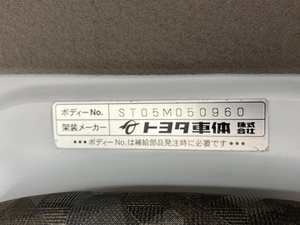 ボディーNo. ST05M050960
架装メーカー トヨタ車体 株式会社
***ボディーNo.は補給部品発注時に必要です***